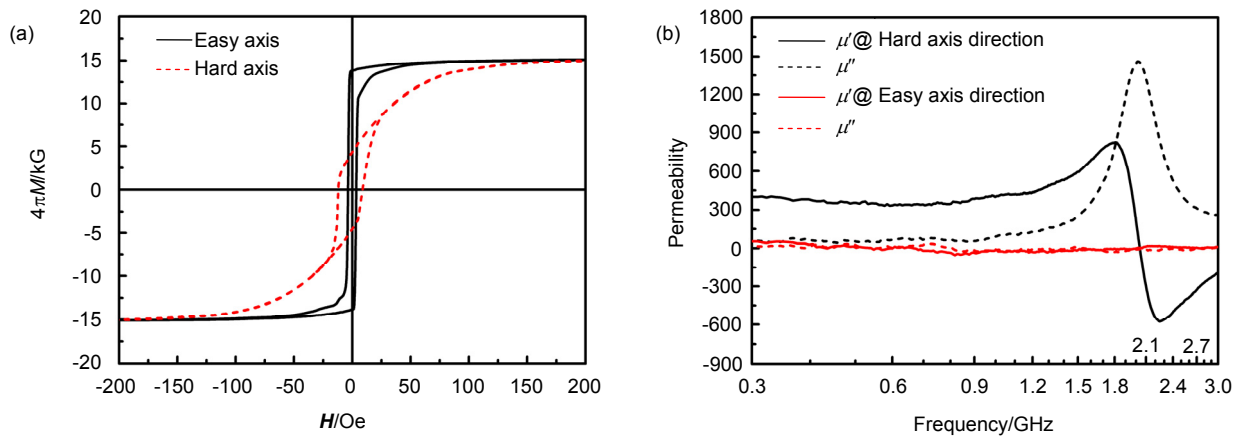 (a)
20
15
10
5
0
-5
-10
-15
-20
4πM/kG
Easy axis
Hard axis
-200 -150 -100 -50 0 50 100 150 200
H/Oe
(b)
1800
1500
1200
900
600
300
0
-300
-600
-900
Permeability
μ′@ Hard axis direction
μ″
μ′@ Easy axis direction
μ″
2.1 2.7
0.3 0.6 0.9 1.2 1.5 1.8 2.4 3.0
Frequency/GHz